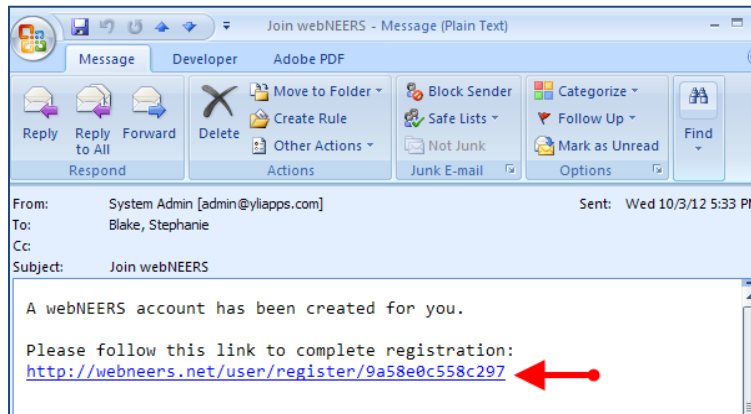 Join webNEERS - Message (Plain Text)
Message Developer Adobe PDF
Reply Reply to All Forward Delete Move to Folder Create Rule Other Actions Block Sender Safe Lists Not Junk Categorize Follow Up Mark as Unread Find
Respond Actions Junk E-mail Options
From: System Admin [admin@yliapps.com] Sent: Wed 10/3/12 5:33 PM
To: Blake, Stephanie
Cc:
Subject: Join webNEERS
A webNEERS account has been created for you.
Please follow this link to complete registration:
http://webneers.net/user/register/9a58e0c558c297